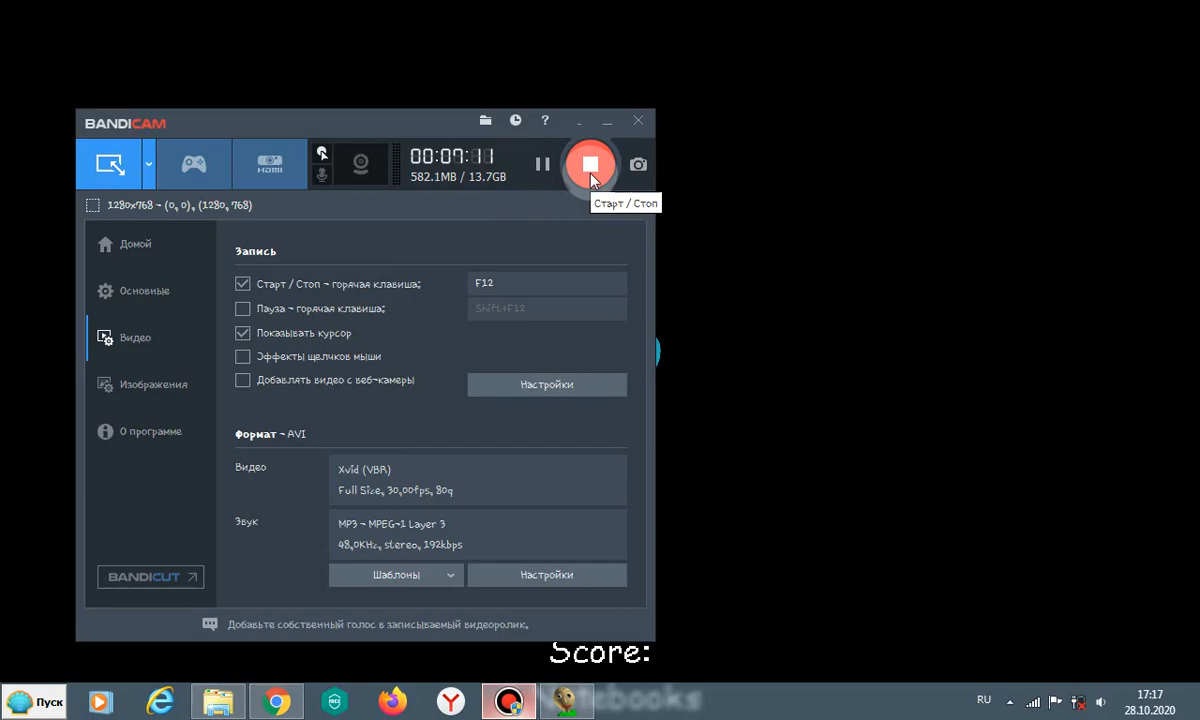 BANDICAM
?
HDMI
00:07:11
582.1MB / 13.7GB
Старт / Стоп
1280x768 - (0, 0), (1280, 768)
Домой
Основные
Видео
Изображения
О программе
BANDICUT
Запись
Старт / Стоп - горячая клавиша:
F12
Пауза - горячая клавиша:
Shift+F12
Показывать курсор
Эффекты щелчков мыши
Добавлять видео с веб-камеры
Настройки
Формат - AVI
Видео
Xvid (VBR)
Full Size, 30,00fps, 80q
Звук
MP3 - MPEG-1 Layer 3
48,0KHz, stereo, 192kbps
Шаблоны
Настройки
Добавьте собственный голос в записываемый видеоролик.
Score:
Пуск
Notebooks
RU
17:17
28.10.2020